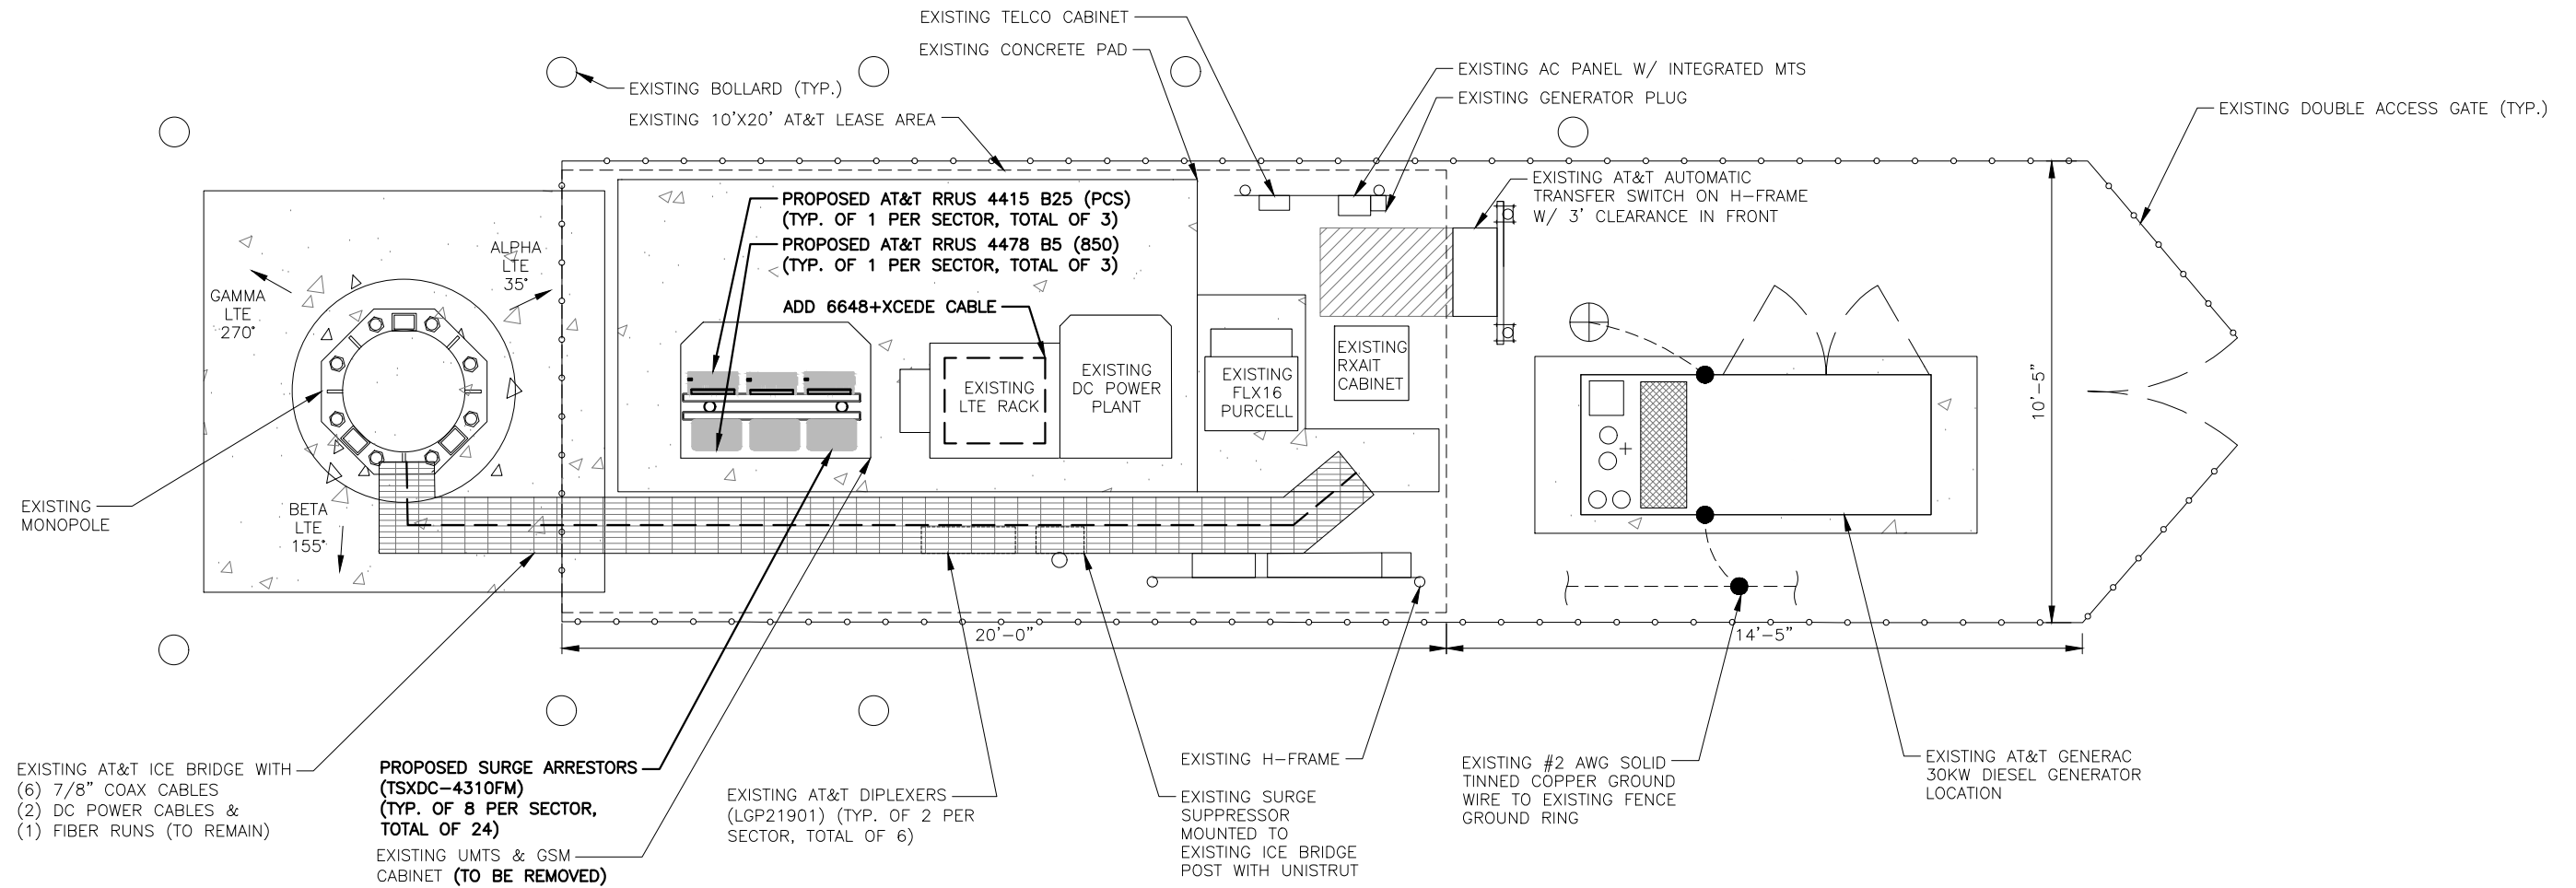 EXISTING TELCO CABINET
EXISTING CONCRETE PAD
EXISTING BOLLARD (TYP.)
EXISTING 10'X20' AT&T LEASE AREA
EXISTING AC PANEL W/ INTEGRATED MTS
EXISTING GENERATOR PLUG
EXISTING DOUBLE ACCESS GATE (TYP.)
EXISTING AT&T AUTOMATIC
TRANSFER SWITCH ON H-FRAME
W/ 3' CLEARANCE IN FRONT
PROPOSED AT&T RRUS 4415 B25 (PCS)
(TYP. OF 1 PER SECTOR, TOTAL OF 3)
PROPOSED AT&T RRUS 4478 B5 (850)
(TYP. OF 1 PER SECTOR, TOTAL OF 3)
ADD 6648+XCEDE CABLE
ALPHA
LTE
35°
GAMMA
LTE
270°
BETA
LTE
155°
EXISTING
LTE RACK
EXISTING
DC POWER
PLANT
EXISTING
FLX16
PURCELL
EXISTING
RXAIT
CABINET
10'-5"
EXISTING
MONOPOLE
20'-0"
14'-5"
EXISTING AT&T ICE BRIDGE WITH
(6) 7/8" COAX CABLES
(2) DC POWER CABLES &
(1) FIBER RUNS (TO REMAIN)
PROPOSED SURGE ARRESTORS
(TSXDC-4310FM)
(TYP. OF 8 PER SECTOR,
TOTAL OF 24)
EXISTING UMTS & GSM
CABINET (TO BE REMOVED)
EXISTING AT&T DIPLEXERS
(LGP21901) (TYP. OF 2 PER
SECTOR, TOTAL OF 6)
EXISTING H-FRAME
EXISTING SURGE
SUPPRESSOR
MOUNTED TO
EXISTING ICE BRIDGE
POST WITH UNISTRUT
EXISTING #2 AWG SOLID
TINNED COPPER GROUND
WIRE TO EXISTING FENCE
GROUND RING
EXISTING AT&T GENERAC
30KW DIESEL GENERATOR
LOCATION